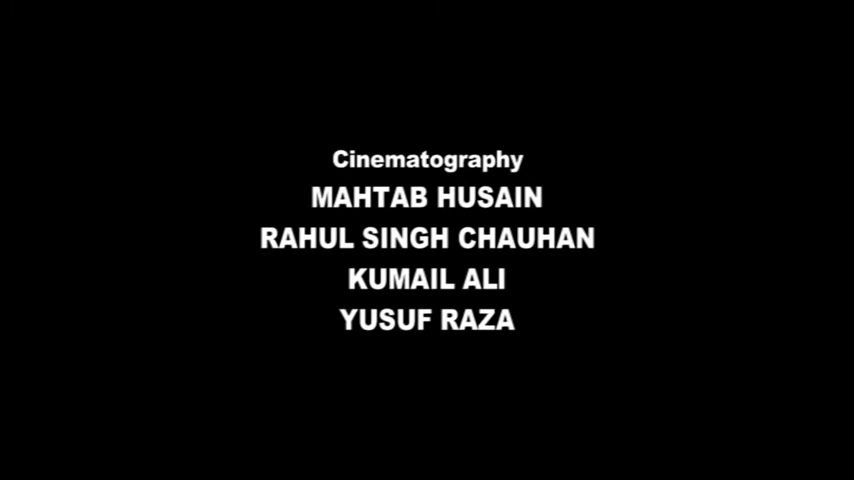 Cinematography
MAHTAB HUSAIN
RAHUL SINGH CHAUHAN
KUMAIL ALI
YUSUF RAZA